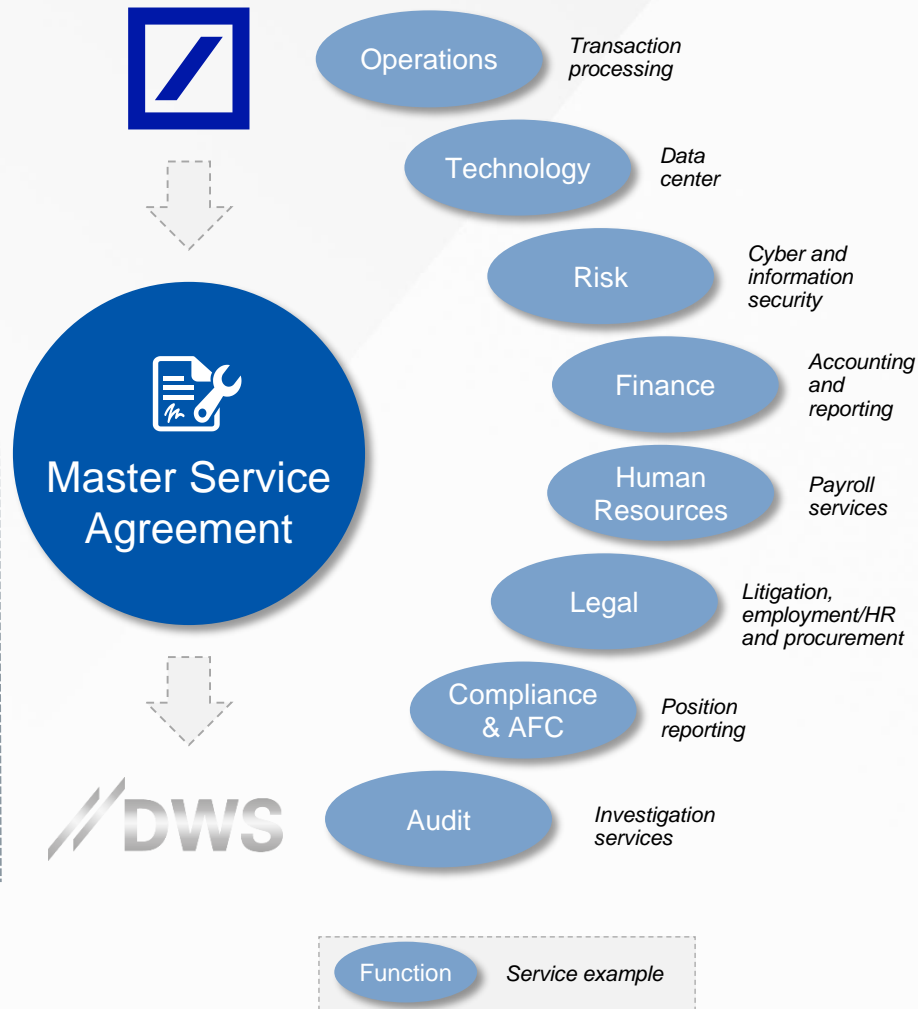 Operations
Transaction
processing
Technology
Data
center
Risk
Cyber and
information
security
Finance
Accounting
and
reporting
Master Service
Agreement
Human
Resources
Payroll
services
Legal
Litigation,
employment/HR
and procurement
Compliance
& AFC
Position
reporting
DWS
Audit
Investigation
services
Function
Service example